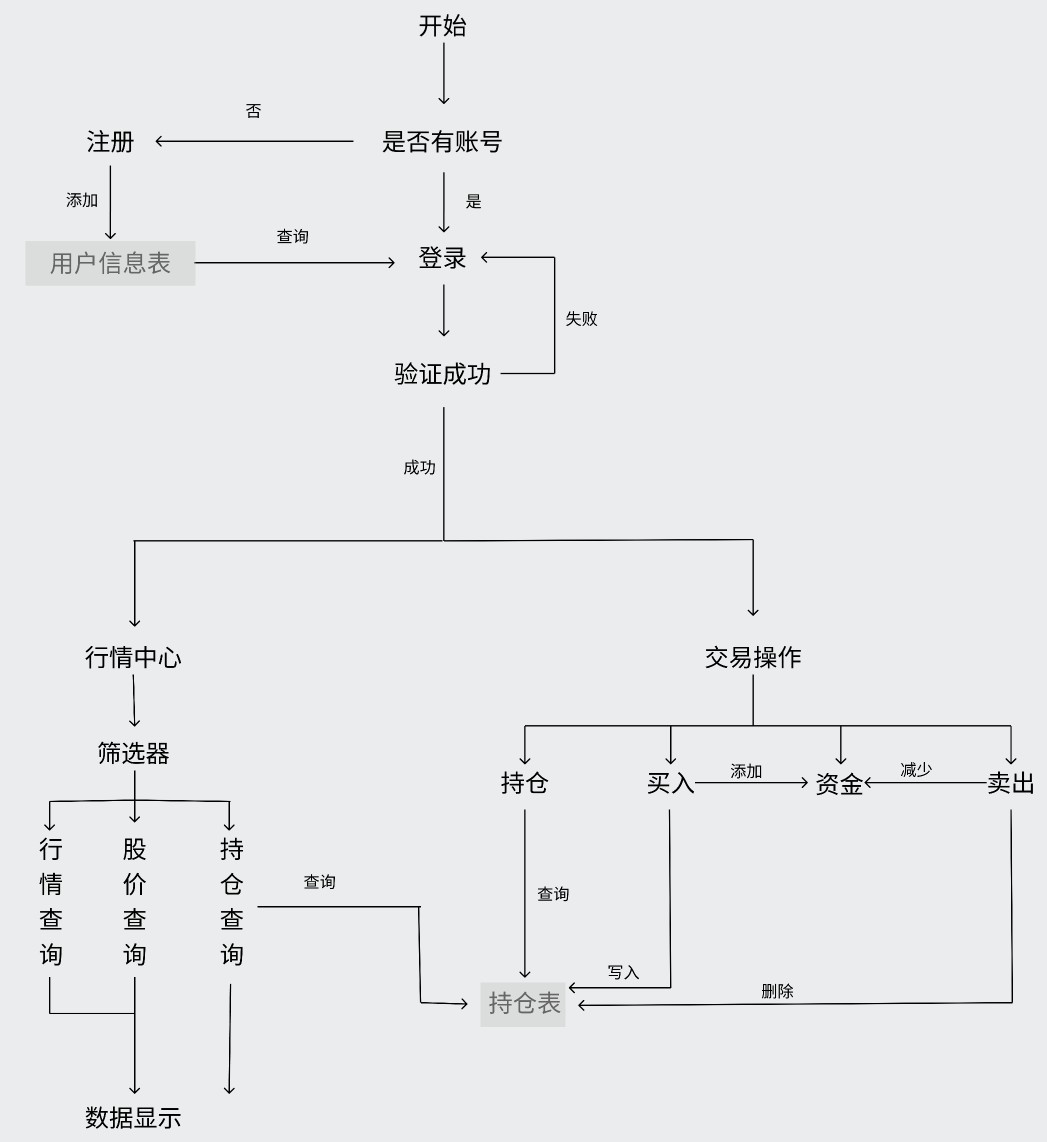 开始
否
注册
是否有账号
添加
是
查询
用户信息表
登录
失败
验证成功
成功
行情中心
交易操作
筛选器
持仓
买入
添加
资金
减少
卖出
行情查询
股价查询
持仓查询
查询
查询
写入
删除
持仓表
数据显示